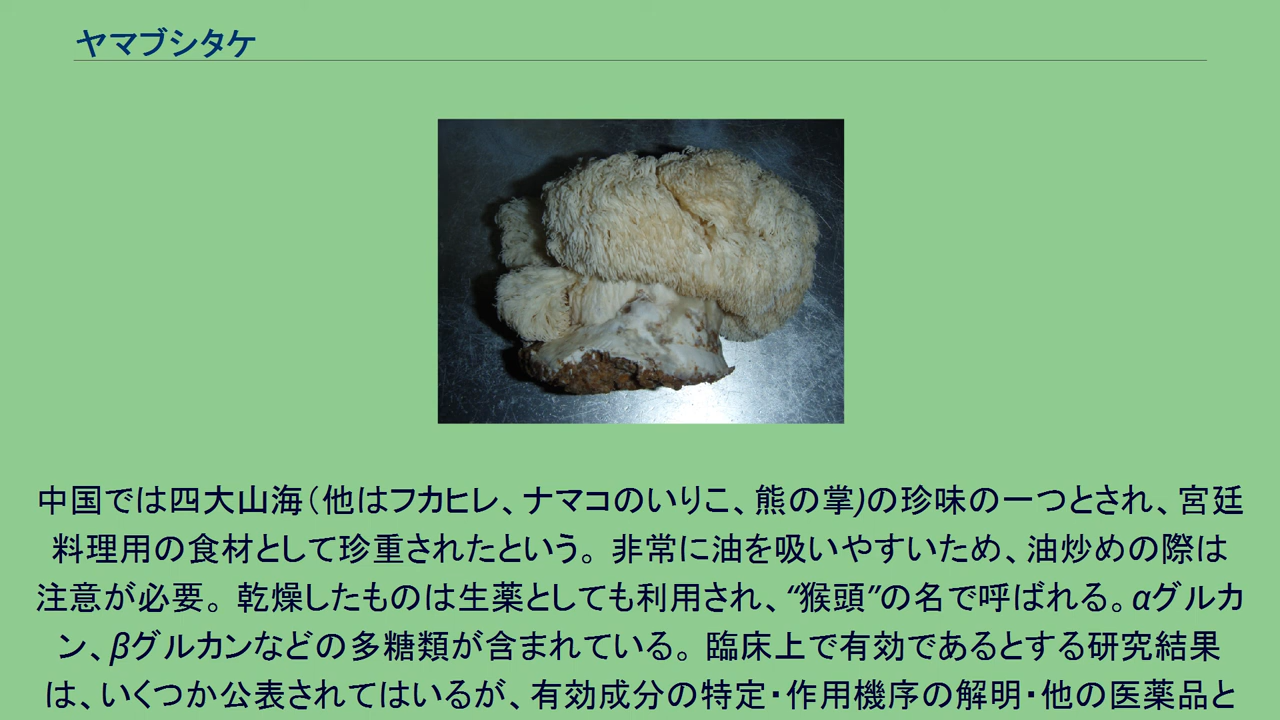 ヤマブシタケ
中国では四大山海(他はフカヒレ、ナマコのいりこ、熊の掌)の珍味の一つとされ、宮廷
料理用の食材として珍重されたという。非常に油を吸いやすいため、油炒めの際は
注意が必要。乾燥したものは生薬としても利用され、“猴頭”の名で呼ばれる。αグルカ
ン、βグルカンなどの多糖類が含まれている。臨床上で有効であるとする研究結果
は、いくつか公表されてはいるが、有効成分の特定・作用機序の解明・他の医薬品と